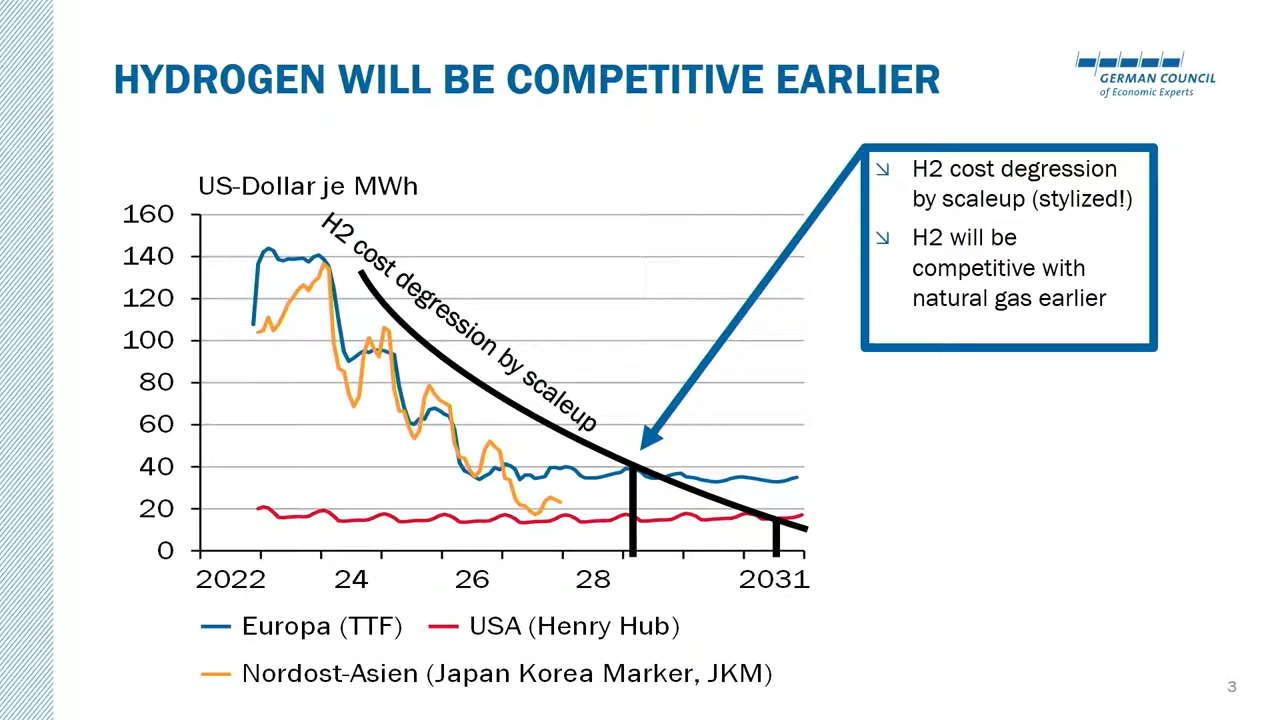 HYDROGEN WILL BE COMPETITIVE EARLIER
GERMAN COUNCIL
of Economic Experts
US-Dollar je MWh
160
140
120
100
80
60
40
20
0
2022 24 26 28 2031
H2 cost degression by scaleup
H2 cost degression
by scaleup (stylized!)
H2 will be
competitive with
natural gas earlier
Europa (TTF) USA (Henry Hub)
Nordost-Asien (Japan Korea Marker, JKM)
3